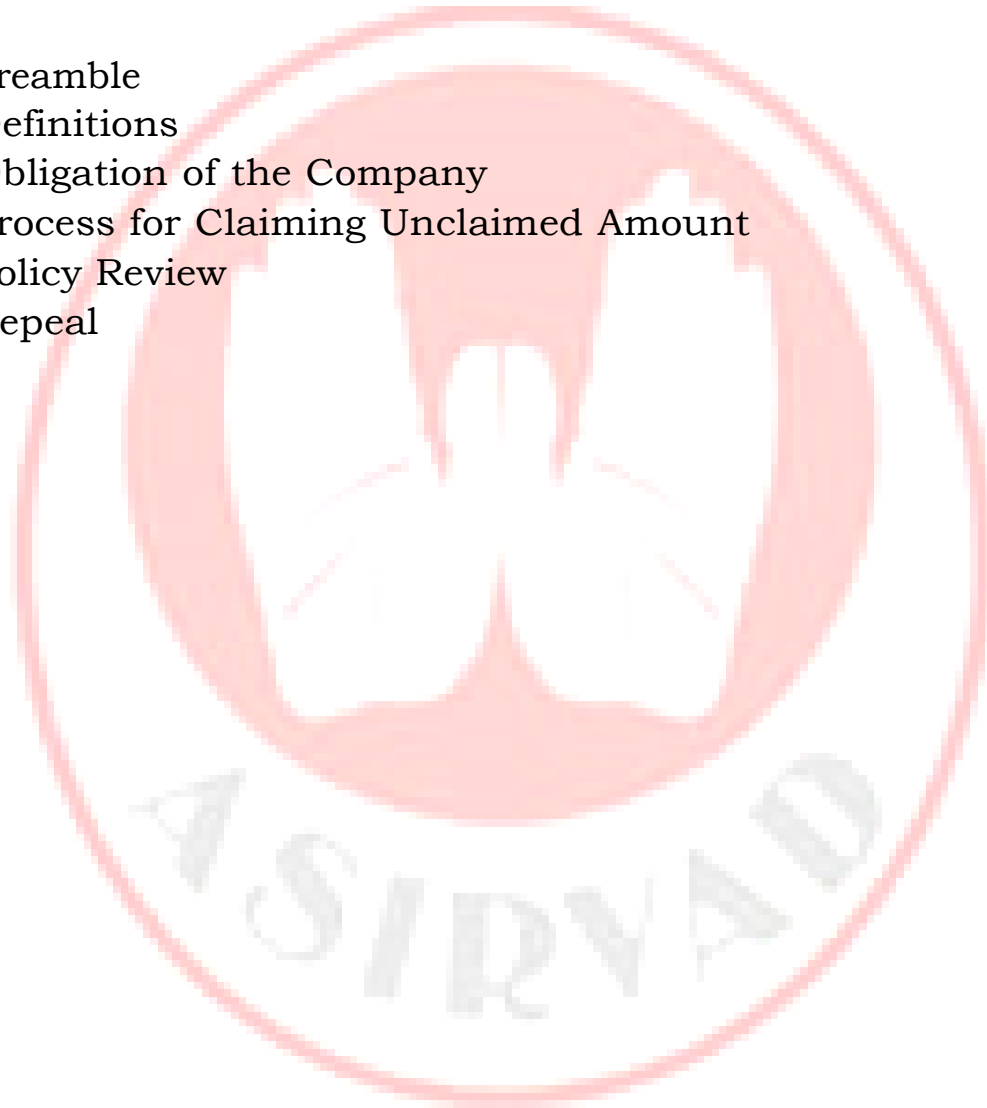 reamble
efinitions
bligation of the Company
rocess for Claiming Unclaimed Amount
olicy Review
epeal
ASIRVAD